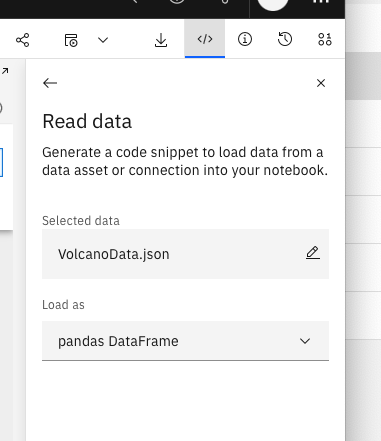 Read data
Generate a code snippet to load data from a
data asset or connection into your notebook.
Selected data
VolcanoData.json
Load as
pandas DataFrame